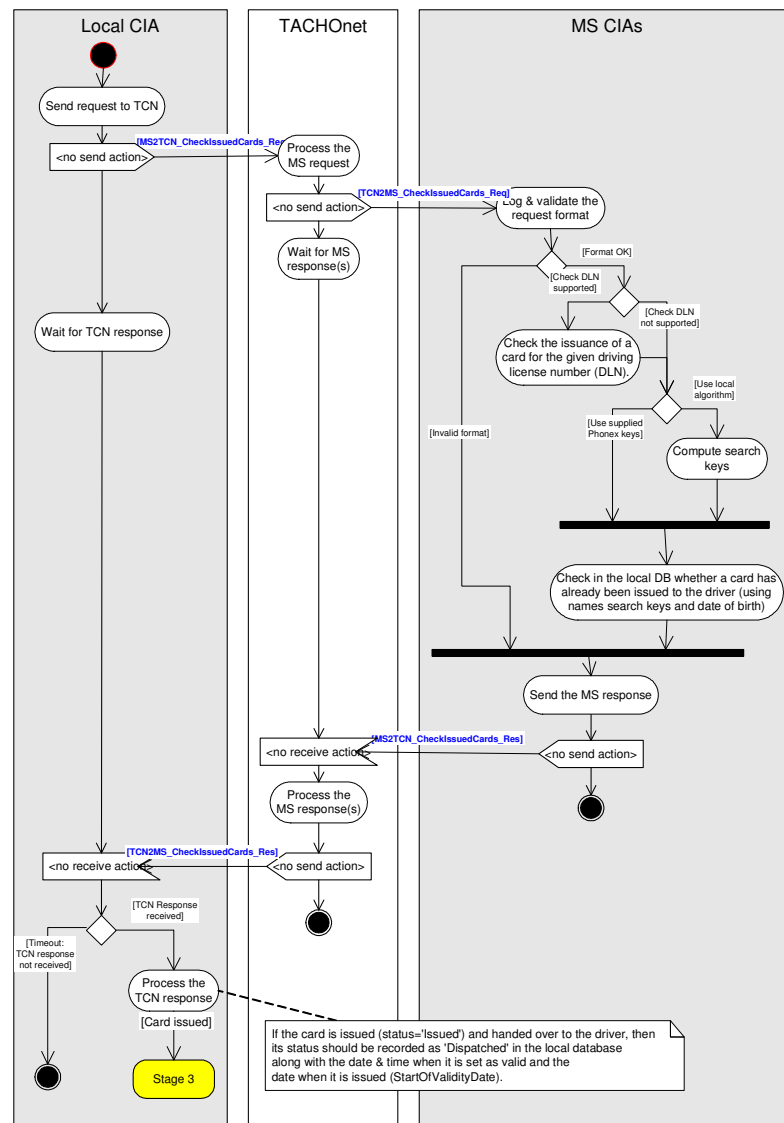 Local CIA
TACHOnet
MS CIAs
Send request to TCN
[MS2TCN_CheckIssuedCards_Req
<no send action>
Process the
MS request
[TCN2MS_CheckIssuedCards_Req]
<no send action>
Log & validate the
request format
Wait for MS
response(s)
[Format OK]
[Check DLN
supported]
[Check DLN
not supported]
Wait for TCN response
Check the issuance of a
card for the given driving
license number (DLN).
[Use local
algorithm]
[Invalid format]
[Use supplied
Phonex keys]
Compute search
keys
Check in the local DB whether a card has
already been issued to the driver (using
names search keys and date of birth)
Send the MS response
[MS2TCN_CheckIssuedCards_Res]
<no receive action>
<no send action>
Process the
MS response(s)
[TCN2MS_CheckIssuedCards_Res]
<no receive action>
<no send action>
[TCN Response
received]
[Timeout:
TCN response
not received]
Process the
TCN response
[Card issued]
Stage 3
If the card is issued (status='Issued') and handed over to the driver, then
its status should be recorded as 'Dispatched' in the local database
along with the date & time when it is set as valid and the
date when it is issued (StartOfValidityDate).